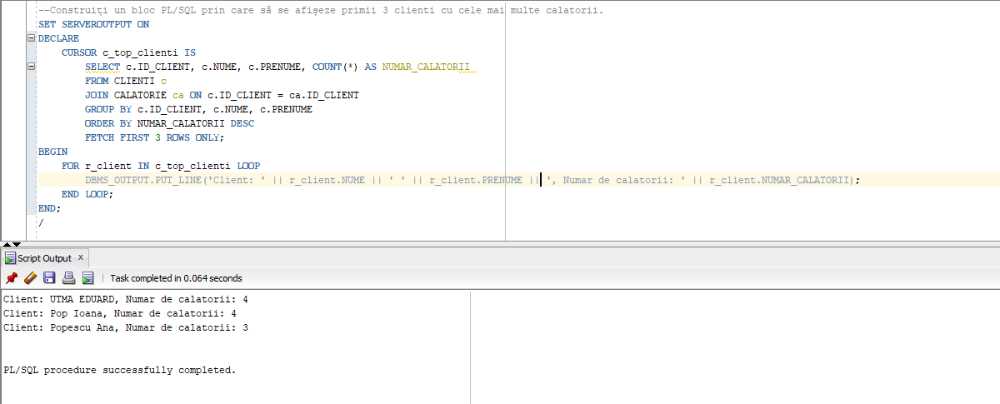 --Construiți un bloc PL/SQL prin care să se afișeze primii 3 clienti cu cele mai multe calatorii.
SET SERVEROUTPUT ON
DECLARE
    CURSOR c_top_clienti IS
        SELECT c.ID_CLIENT, c.NUME, c.PRENUME, COUNT(*) AS NUMAR_CALATORII
        FROM CLIENTI c
        JOIN CALATORIE ca ON c.ID_CLIENT = ca.ID_CLIENT
        GROUP BY c.ID_CLIENT, c.NUME, c.PRENUME
        ORDER BY NUMAR_CALATORII DESC
        FETCH FIRST 3 ROWS ONLY;
BEGIN
    FOR r_client IN c_top_clienti LOOP
        DBMS_OUTPUT.PUT_LINE('Client: ' || r_client.NUME || ' ' || r_client.PRENUME || ', Numar de calatorii: ' || r_client.NUMAR_CALATORII);
    END LOOP;
END;
/
Script Output x
Task completed in 0.064 seconds
Client: UTMA EDUARD, Numar de calatorii: 4
Client: Pop Ioana, Numar de calatorii: 4
Client: Popescu Ana, Numar de calatorii: 3
PL/SQL procedure successfully completed.